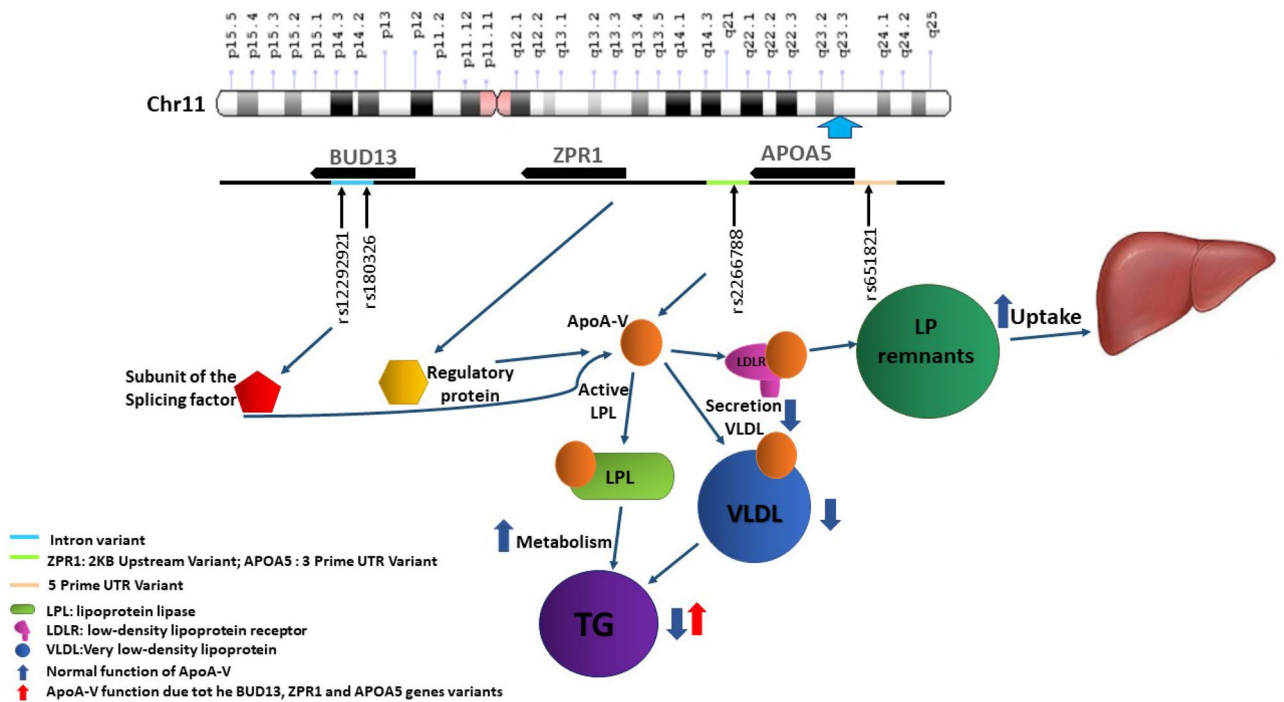 p15.5
p15.4
p15.3
p15.2
p15.1
p14.3
p14.2
p13
p12
p11.2
p11.12
p11.11
q12.1
q12.2
q13.1
q13.2
q13.3
q13.4
q13.5
q14.1
q14.3
q21
q22.1
q22.2
q22.3
q23.2
q23.3
q24.1
q24.2
q25
Chr11
BUD13
ZPR1
APOA5
rs12292921
rs180326
rs2266788
rs651821
ApoA-V
LDLR
LP
remnants
Uptake
Subunit of the
Splicing factor
Regulatory
protein
Active
LPL
Secretion
VLDL
LPL
VLDL
Metabolism
TG
Intron variant
ZPR1: 2KB Upstream Variant; APOA5 : 3 Prime UTR Variant
5 Prime UTR Variant
LPL: lipoprotein lipase
LDLR: low-density lipoprotein receptor
VLDL:Very low-density lipoprotein
Normal function of ApoA-V
ApoA-V function due tot he BUD13, ZPR1 and APOA5 genes variants